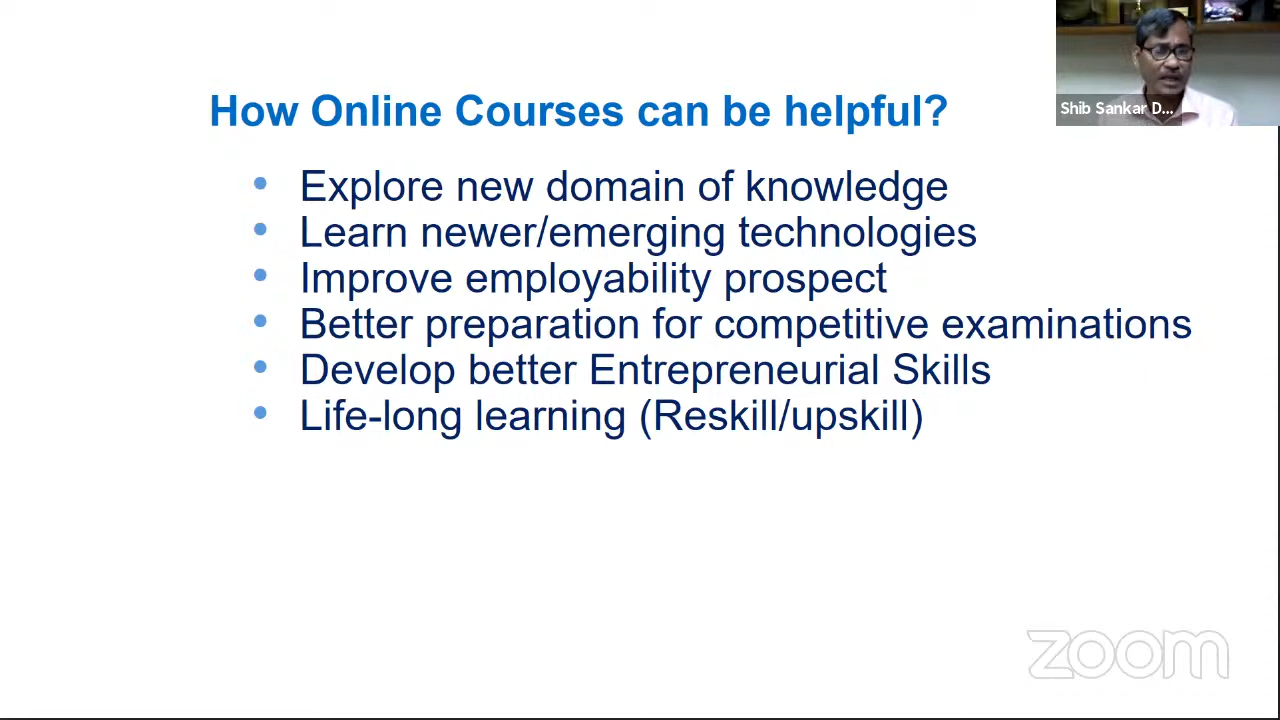 How Online Courses can be helpful?
Shib Sankar D...
• Explore new domain of knowledge
• Learn newer/emerging technologies
• Improve employability prospect
• Better preparation for competitive examinations
• Develop better Entrepreneurial Skills
• Life-long learning (Reskill/upskill)
zoom